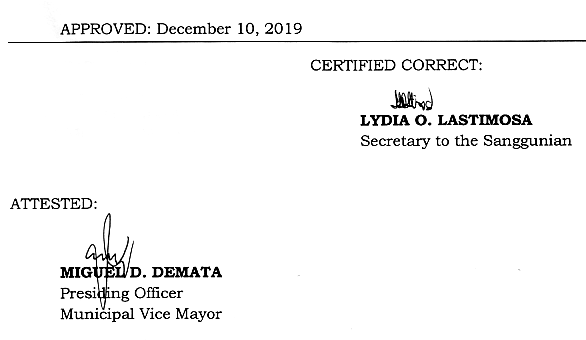 APPROVED: December 10, 2019
CERTIFIED CORRECT:
LYDIA O. LASTIMOSA
Secretary to the Sanggunian
ATTESTED:
MIGUEL D. DEMATA
Presiding Officer
Municipal Vice Mayor